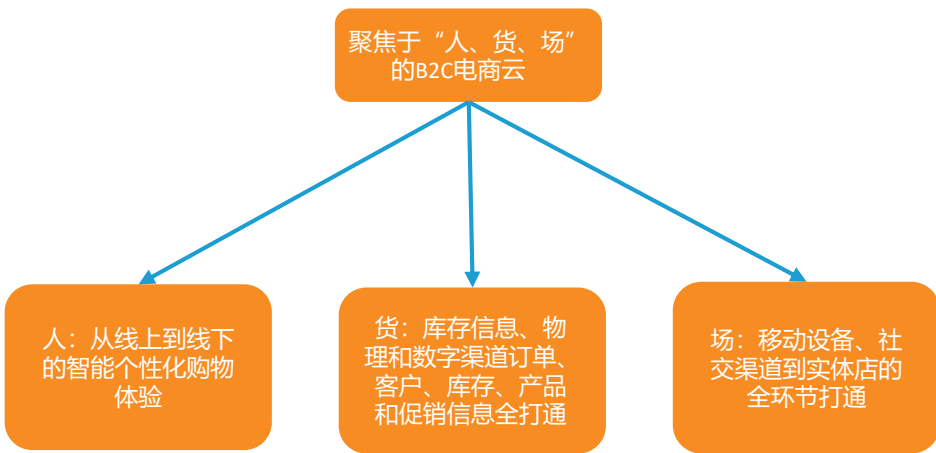 聚焦于“人、货、场”
的B2C电商云
人：从线上到线下
的智能个性化购物
体验
货：库存信息、物
理和数字渠道订单、
客户、库存、产品
和促销信息全打通
场：移动设备、社
交渠道到实体店的
全环节打通